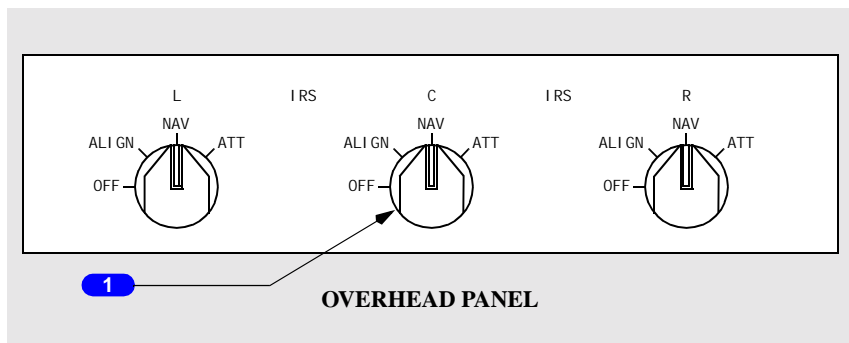 L IRS C IRS R
NAV NAV NAV
ALIGN ATT ALIGN ATT ALIGN ATT
OFF OFF OFF
1
OVERHEAD PANEL